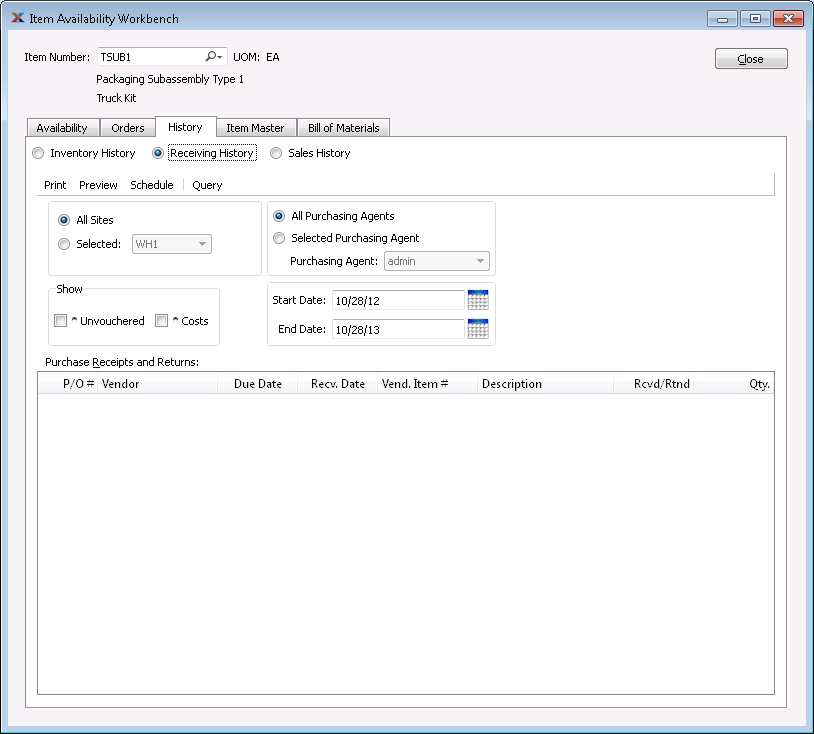 Item Availability Workbench
Item Number: TSUB1 UOM: EA
Close
Packaging Subassembly Type 1
Truck Kit
Availability Orders History Item Master Bill of Materials
Inventory History Receiving History Sales History
Print Preview Schedule Query
All Sites
Selected: WH1
All Purchasing Agents
Selected Purchasing Agent
Purchasing Agent: admin
Show
^ Unvouchered ^ Costs
Start Date: 10/28/12
End Date: 10/28/13
Purchase Receipts and Returns:
P/O # Vendor Due Date Recv. Date Vend. Item # Description Rcvd/Rtnd Qty.